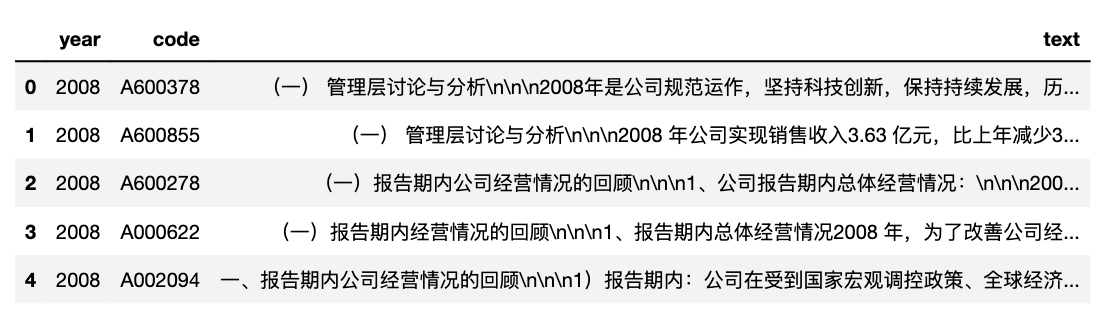 year code text
0 2008 A600378 （一） 管理层讨论与分析\n\n\n2008年是公司规范运作，坚持科技创新，保持持续发展，历...
1 2008 A600855 （一） 管理层讨论与分析\n\n\n2008 年公司实现销售收入3.63 亿元，比上年减少3...
2 2008 A600278 （一）报告期内公司经营情况的回顾\n\n\n1、公司报告期内总体经营情况：\n\n\n200...
3 2008 A000622 （一）报告期内经营情况的回顾\n\n\n1、报告期内总体经营情况2008 年，为了改善公司经...
4 2008 A002094 一、报告期内公司经营情况的回顾\n\n\n1）报告期内：公司在受到国家宏观调控政策、全球经济...